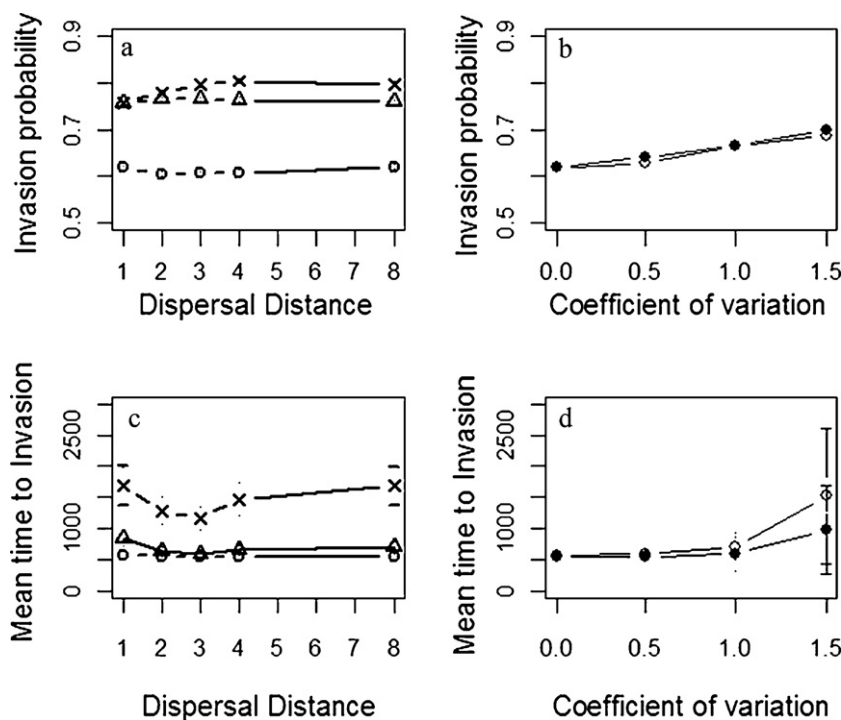 a
Invasion probability
0.5 0.7 0.9
1 2 3 4 5 6 7 8
Dispersal Distance
b
Invasion probability
0.5 0.7 0.9
0.0 0.5 1.0 1.5
Coefficient of variation
c
Mean time to Invasion
0 1000 2500
1 2 3 4 5 6 7 8
Dispersal Distance
d
Mean time to Invasion
0 1000 2500
0.0 0.5 1.0 1.5
Coefficient of variation